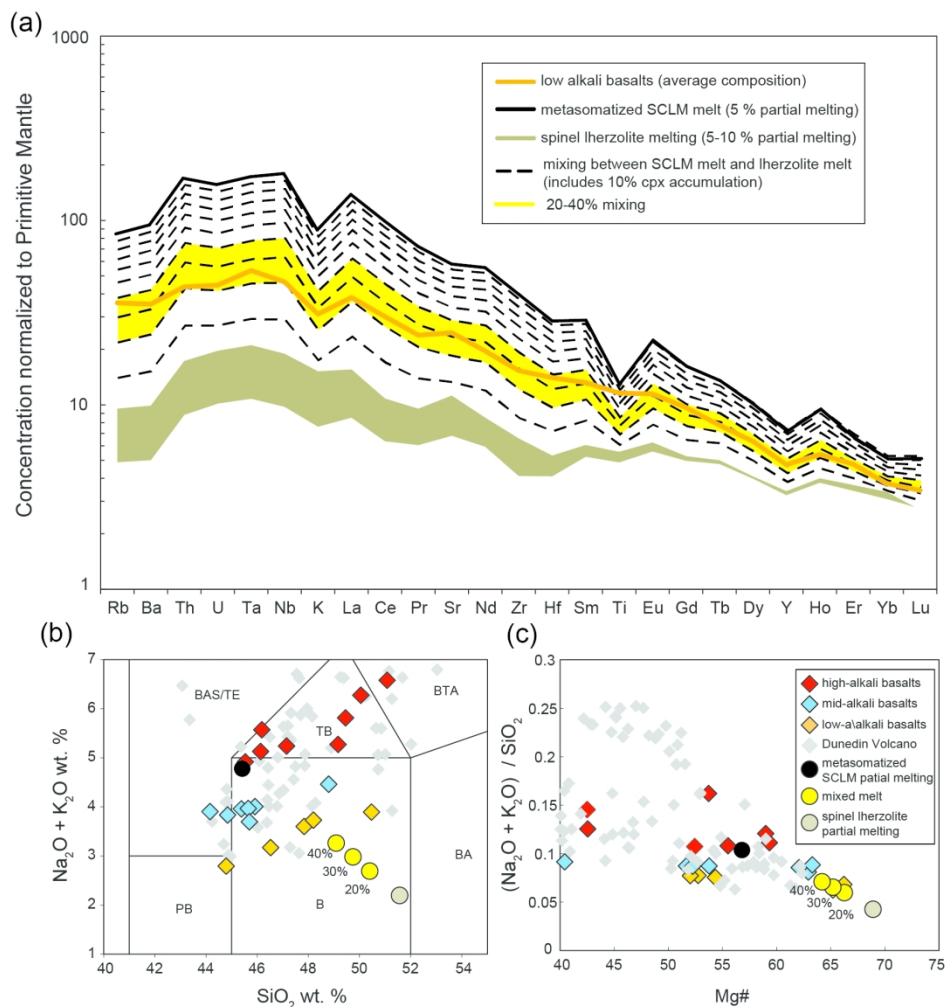 (a)
Concentration normalized to Primitive Mantle
1000
100
10
1
low alkali basalts (average composition)
metasomatized SCLM melt (5 % partial melting)
spinel lherzolite melting (5-10 % partial melting)
mixing between SCLM melt and lherzolite melt
(includes 10% cpx accumulation)
20-40% mixing
Rb Ba Th U Ta Nb K La Ce Pr Sr Nd Zr Hf Sm Ti Eu Gd Tb Dy Y Ho Er Yb Lu
(b)
Na2O + K2O wt. %
7
6
5
4
3
2
1
BAS/TE
TB
BTA
PB
B
BA
40%
30%
20%
40 42 44 46 48 50 52 54
SiO2 wt. %
(c)
(Na2O + K2O) / SiO2
0.3
0.25
0.20
0.15
0.1
0.05
0
high-alkali basalts
mid-alkali basalts
low-a\alkali basalts
Dunedin Volcano
metasomatized
SCLM patial melting
mixed melt
spinel lherzolite
partial melting
40%
30%
20%
40 45 50 55 60 65 70 75
Mg#